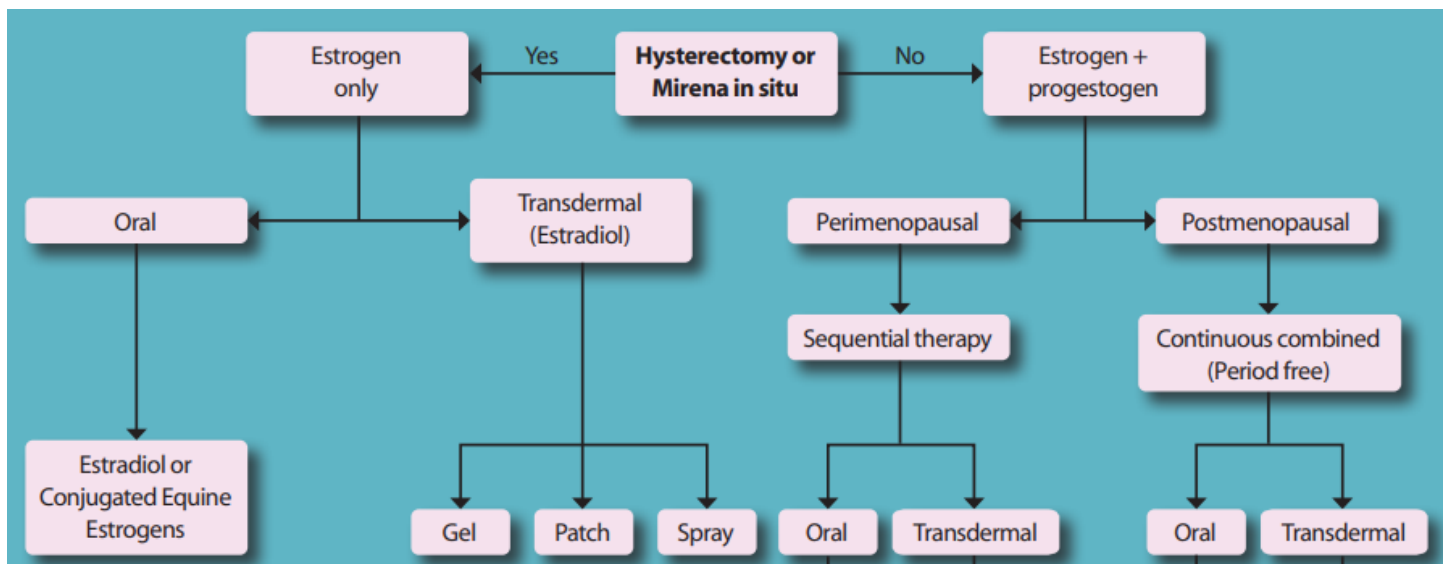 Estrogen
only
Yes
Hysterectomy or
Mirena in situ
No
Estrogen +
progestogen
Oral
Transdermal
(Estradiol)
Perimenopausal
Postmenopausal
Sequential therapy
Continuous combined
(Period free)
Estradiol or
Conjugated Equine
Estrogens
Gel
Patch
Spray
Oral
Transdermal
Oral
Transdermal